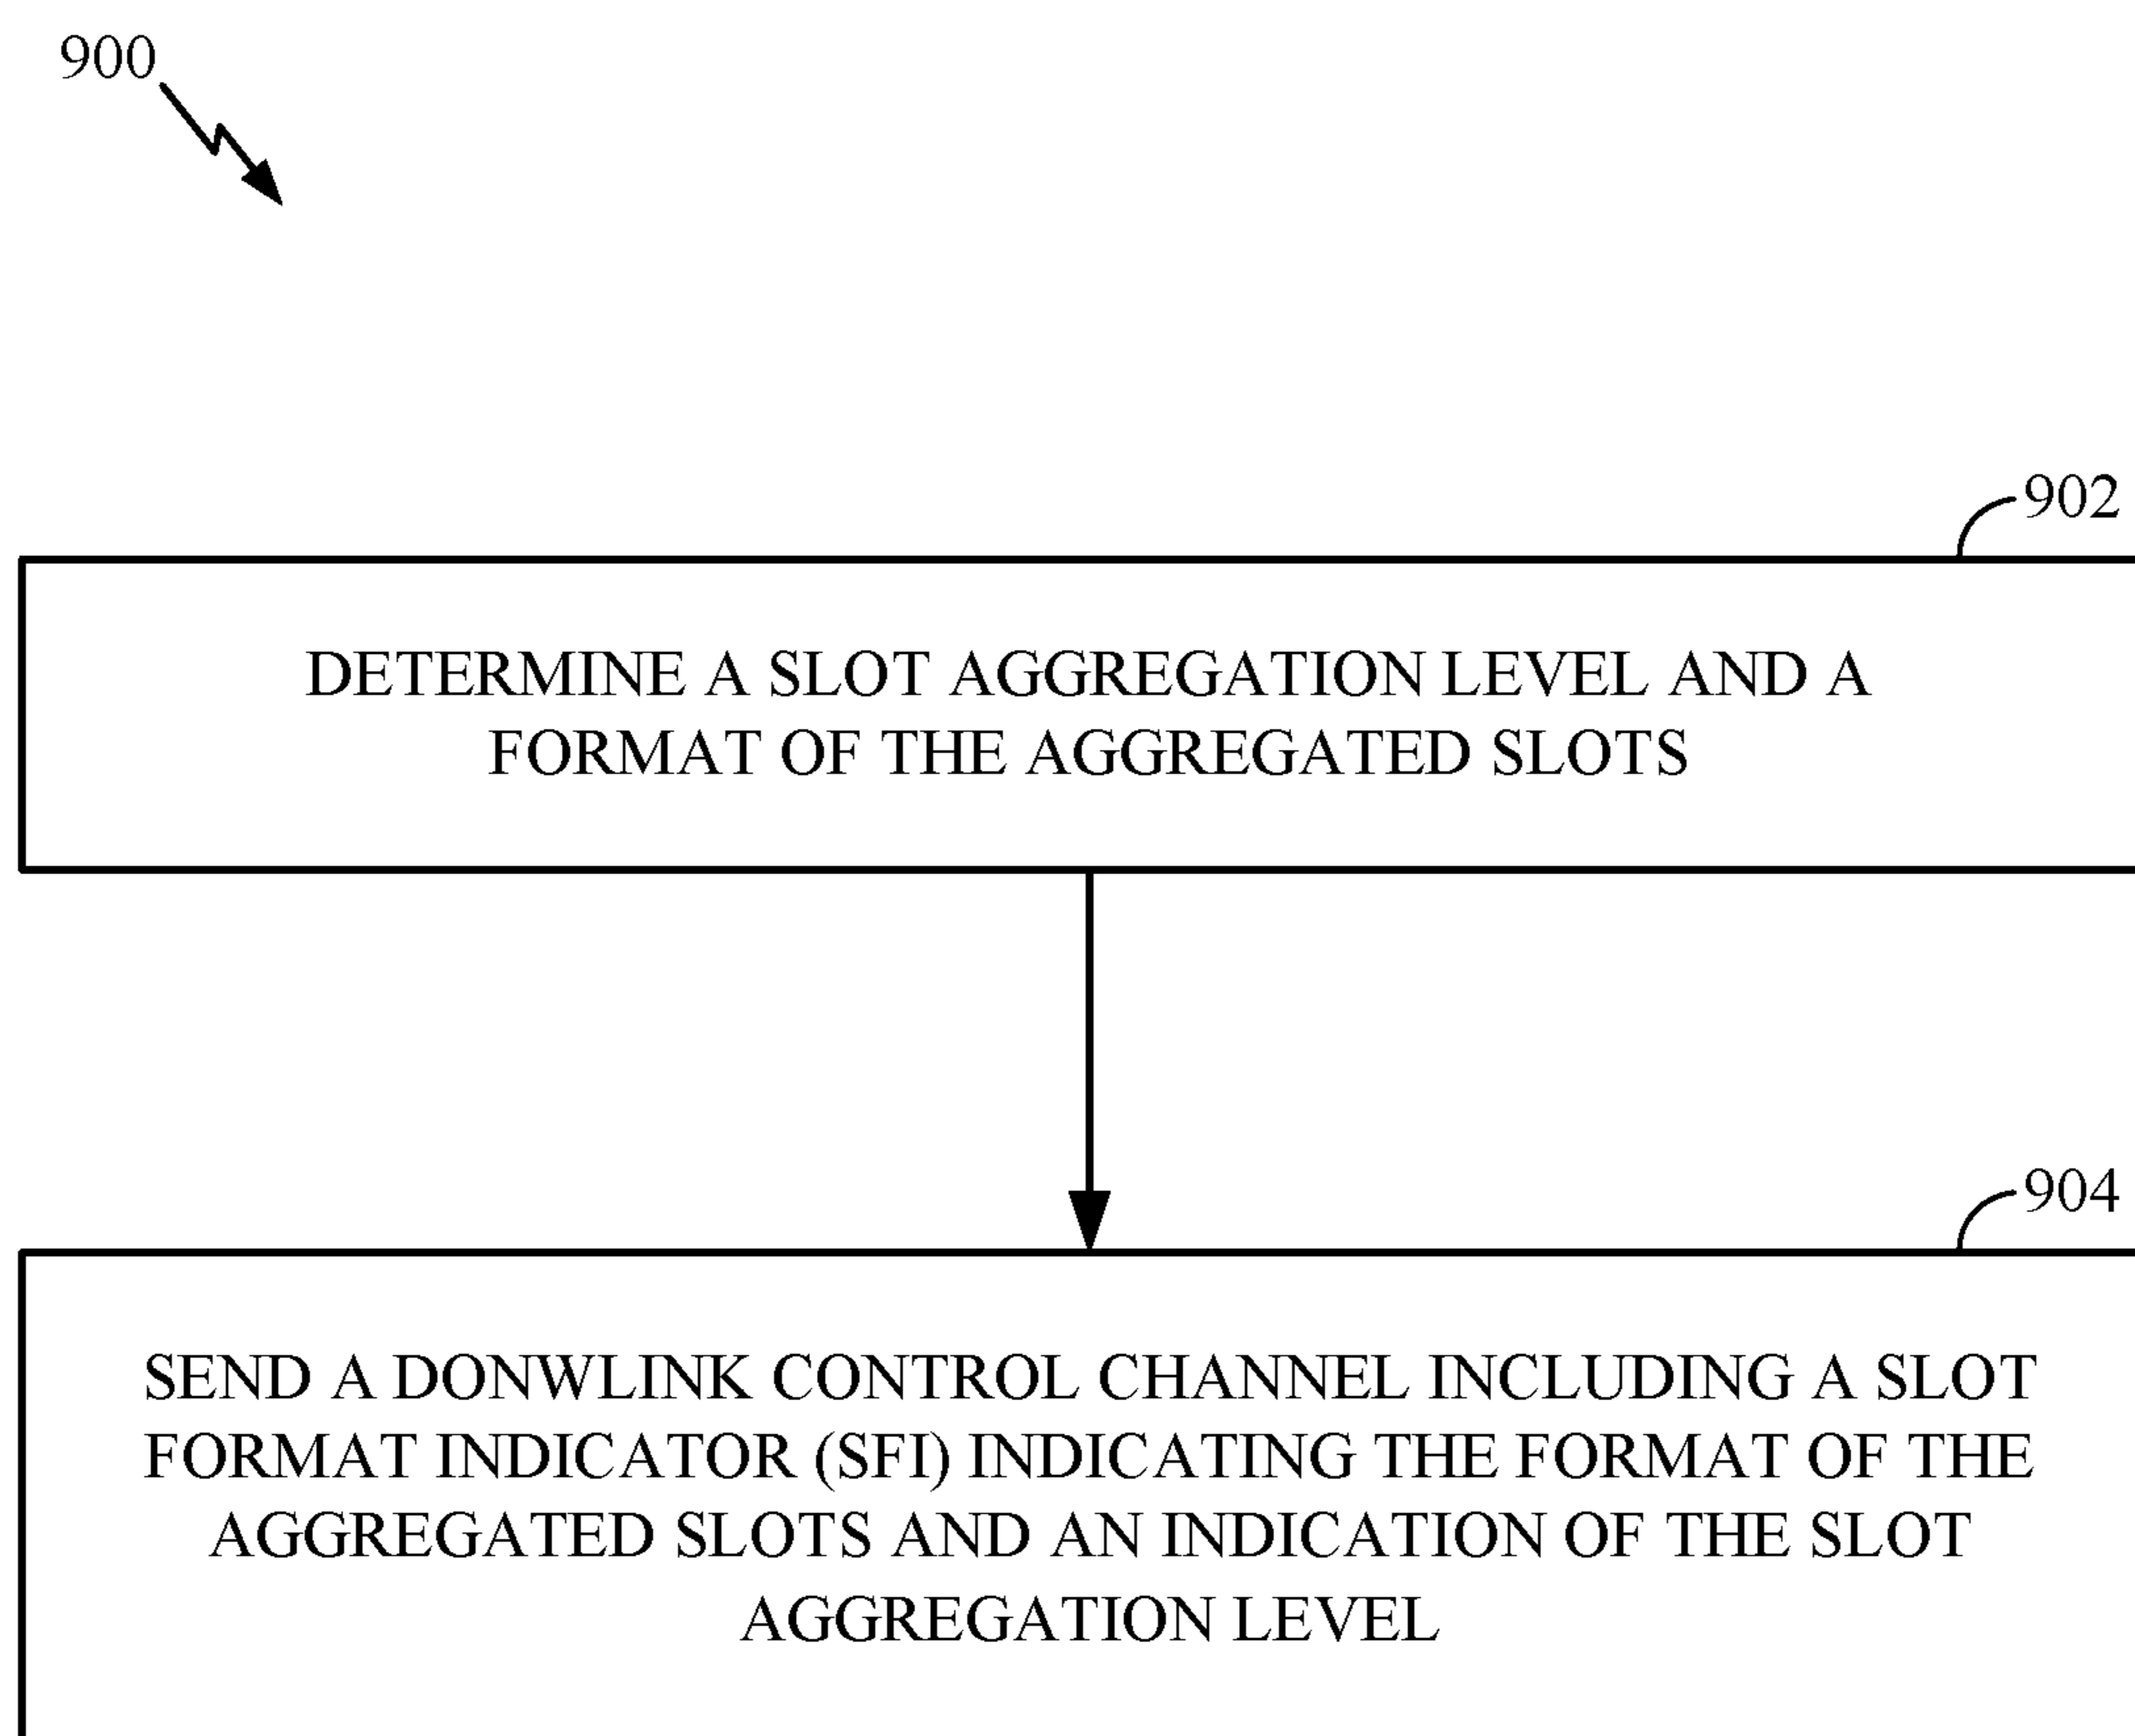 900
902
DETERMINE A SLOT AGGREGATION LEVEL AND A
FORMAT OF THE AGGREGATED SLOTS
904
SEND A DONWLINK CONTROL CHANNEL INCLUDING A SLOT
FORMAT INDICATOR (SFI) INDICATING THE FORMAT OF THE
AGGREGATED SLOTS AND AN INDICATION OF THE SLOT
AGGREGATION LEVEL